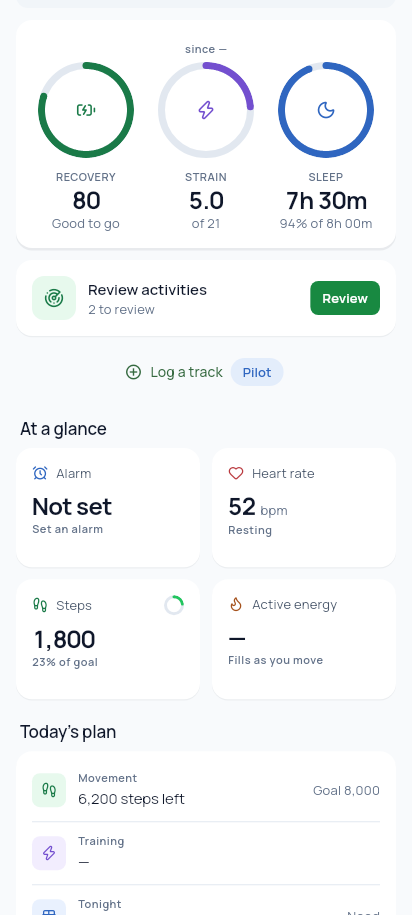 since —
RECOVERY
80
Good to go
STRAIN
5.0
of 21
SLEEP
7h 30m
94% of 8h 00m
Review activities
2 to review
Review
Log a track
Pilot
At a glance
Alarm
Not set
Set an alarm
Heart rate
52 bpm
Resting
Steps
1,800
23% of goal
Active energy
—
Fills as you move
Today's plan
Movement
6,200 steps left
Goal 8,000
Training
—
Tonight
Need